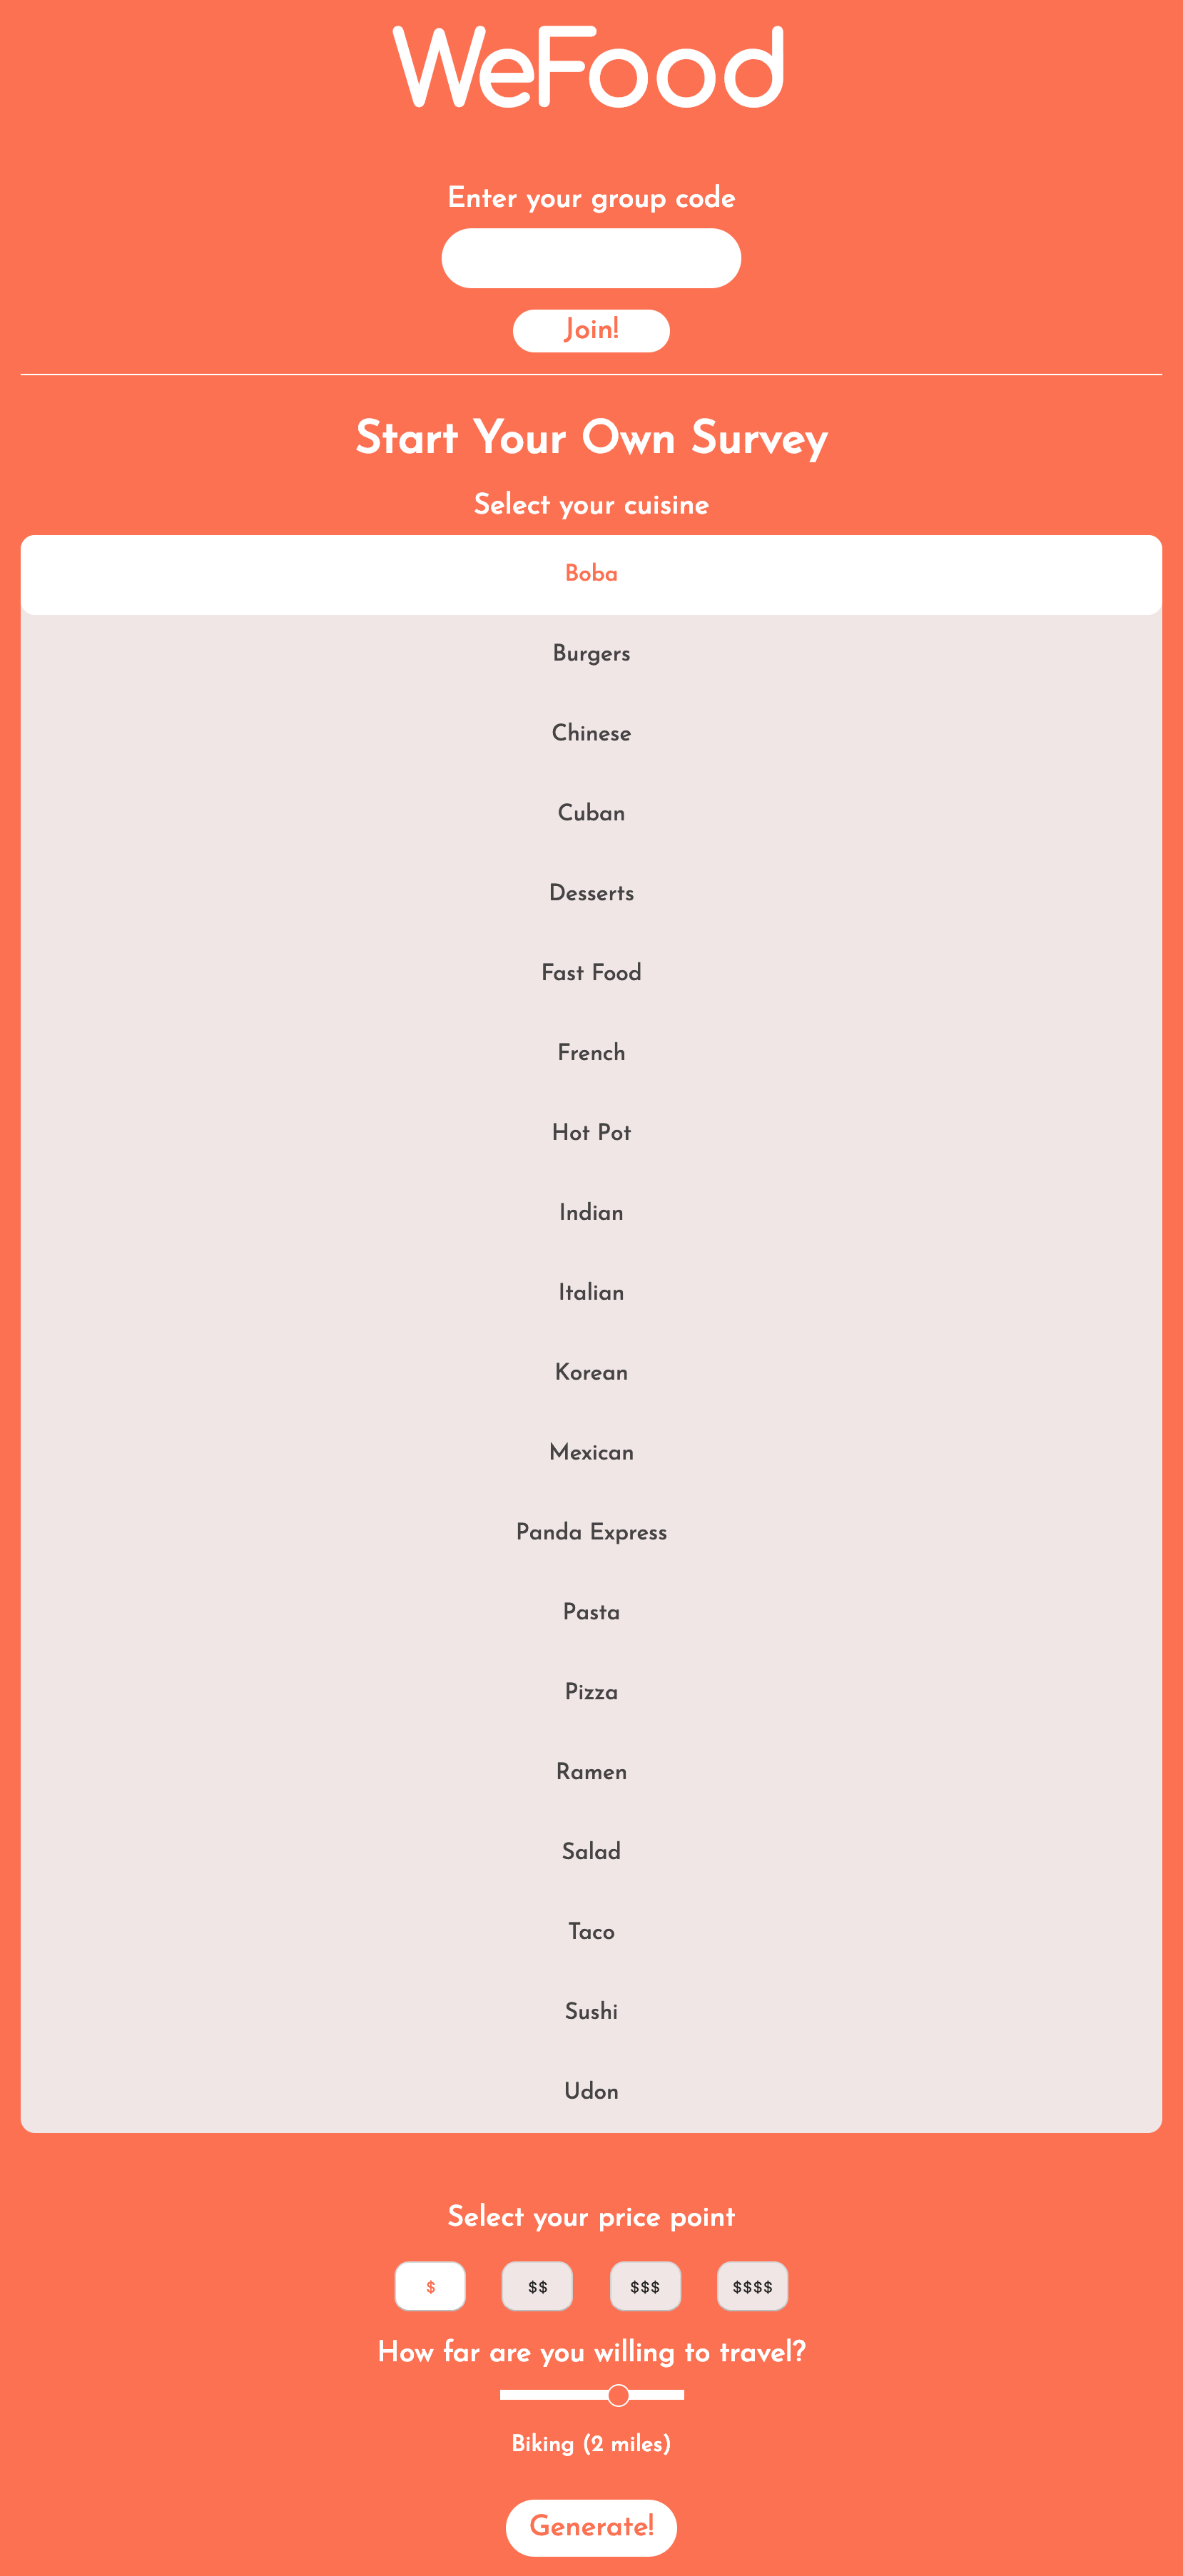 WeFood
Enter your group code
Join!
Start Your Own Survey
Select your cuisine
Boba
Burgers
Chinese
Cuban
Desserts
Fast Food
French
Hot Pot
Indian
Italian
Korean
Mexican
Panda Express
Pasta
Pizza
Ramen
Salad
Taco
Sushi
Udon
Select your price point
$ $$ $$$ $$$$
How far are you willing to travel?
Biking (2 miles)
Generate!